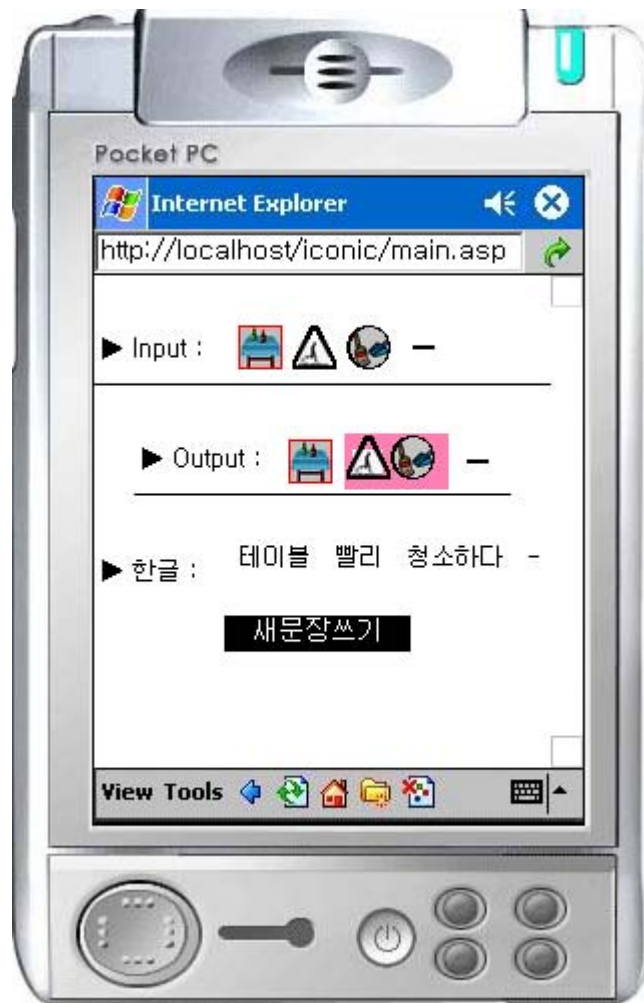 Pocket PC
Internet Explorer
http://localhost/iconic/main.asp
▶ Input : –
▶ Output : –
▶ 한글 : 테이블 빨리 청소하다 -
새문장쓰기
View Tools